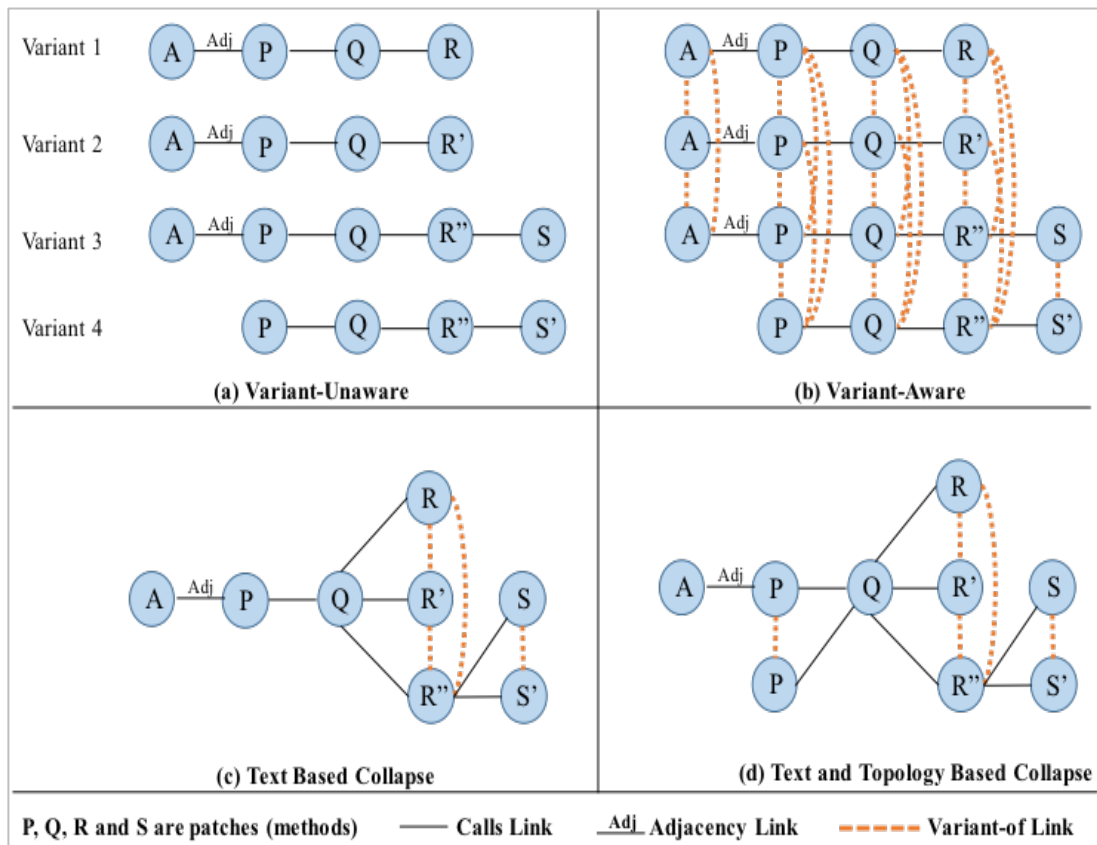 Variant 1 A Adj P Q R
Variant 2 A Adj P Q R'
Variant 3 A Adj P Q R” S
Variant 4 P Q R” S'
(a) Variant-Unaware
A Adj P Q R
A Adj P Q R'
A Adj P Q R” S
P Q R” S'
(b) Variant-Aware
R
A Adj P Q R' S
R” S'
(c) Text Based Collapse
R
A Adj P Q R' S
P R” S'
(d) Text and Topology Based Collapse
P, Q, R and S are patches (methods) Calls Link Adj Adjacency Link Variant-of Link